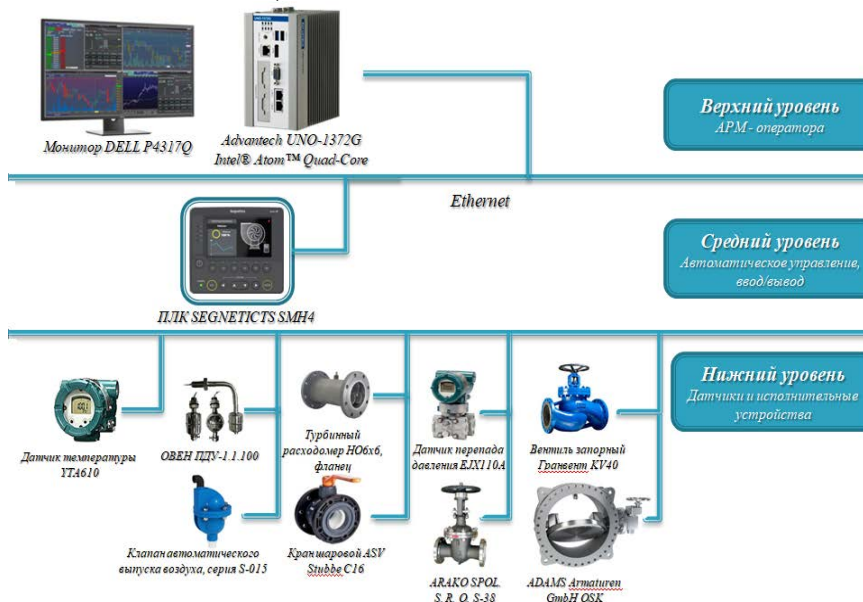 Монитор DELL P4317Q
Advantech UNO-1372G
Intel® Atom™ Quad-Core
Верхний уровень
АРМ - оператора
Ethernet
ПЛК SEGNETICTS SMH4
Средний уровень
Автоматическое управление,
ввод/вывод
Нижний уровень
Датчики и исполнительные
устройства
Датчик температуры
YTA610
ОВЕН ПДУ-1.1.100
Турбинный
расходомер НО6х6,
фланец
Датчик перепада
давления EJX110A
Вентиль запорный
Гранвент KV40
Клапан автоматического
выпуска воздуха, серия S-015
Кран шаровой ASV
Stubbe C16
ARAKO SPOL.
S. R. O. S-38
ADAMS Armaturen
GmbH OSK